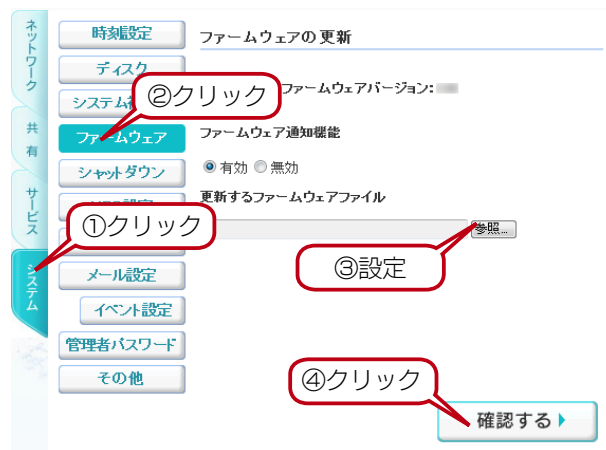 ネットワーク
共有
サービス
システム
時刻設定
ディスク
システム
ファームウェア
シャットダウン
設定
メール設定
イベント設定
管理者パスワード
その他
ファームウェアの更新
ファームウェアバージョン:
ファームウェア通知機能
有効 無効
更新するファームウェアファイル
参照...
確認する
①クリック
②クリック
③設定
④クリック